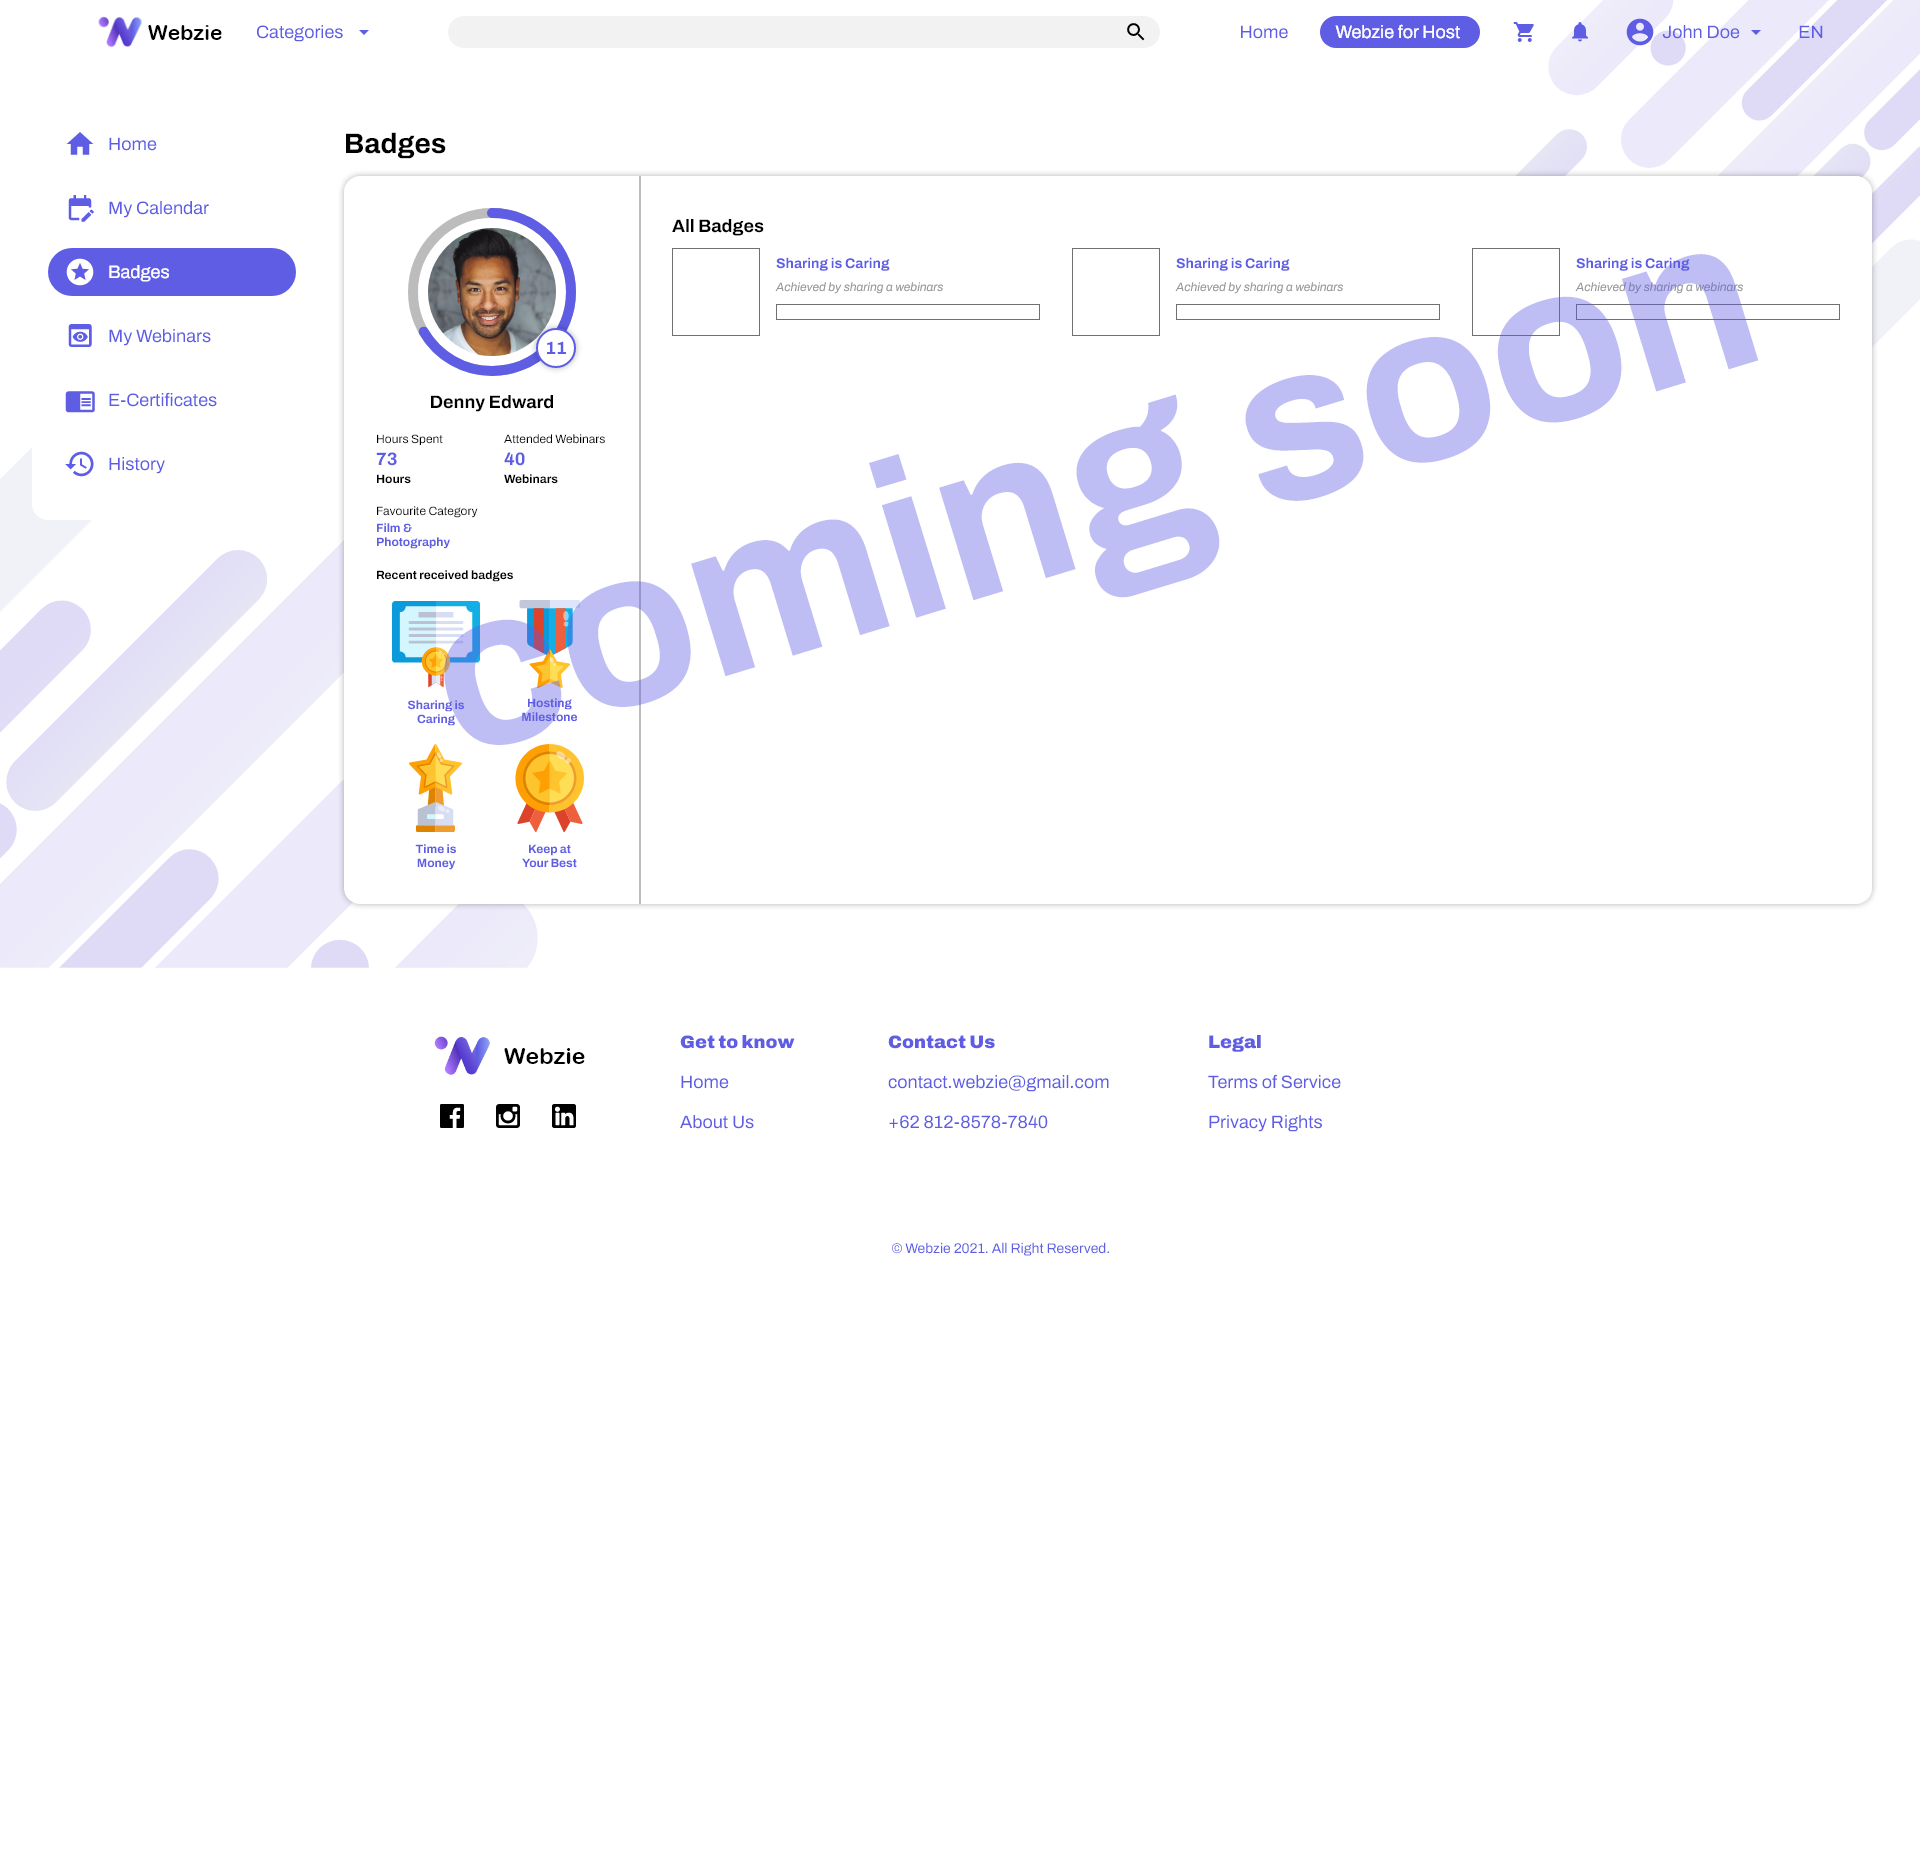 Webzie
Categories
Home
Webzie for Host
John Doe
EN
Home
My Calendar
Badges
My Webinars
E-Certificates
History
Badges
11
Denny Edward
Hours Spent
73
Hours
Attended Webinars
40
Webinars
Favourite Category
Film &
Photography
Recent received badges
Sharing is
Caring
Hosting
Milestone
Time is
Money
Keep at
Your Best
All Badges
Sharing is Caring
Achieved by sharing a webinars
Sharing is Caring
Achieved by sharing a webinars
Sharing is Caring
Achieved by sharing a webinars
coming soon
Webzie
Get to know
Home
About Us
Contact Us
contact.webzie@gmail.com
+62 812-8578-7840
Legal
Terms of Service
Privacy Rights
© Webzie 2021. All Right Reserved.